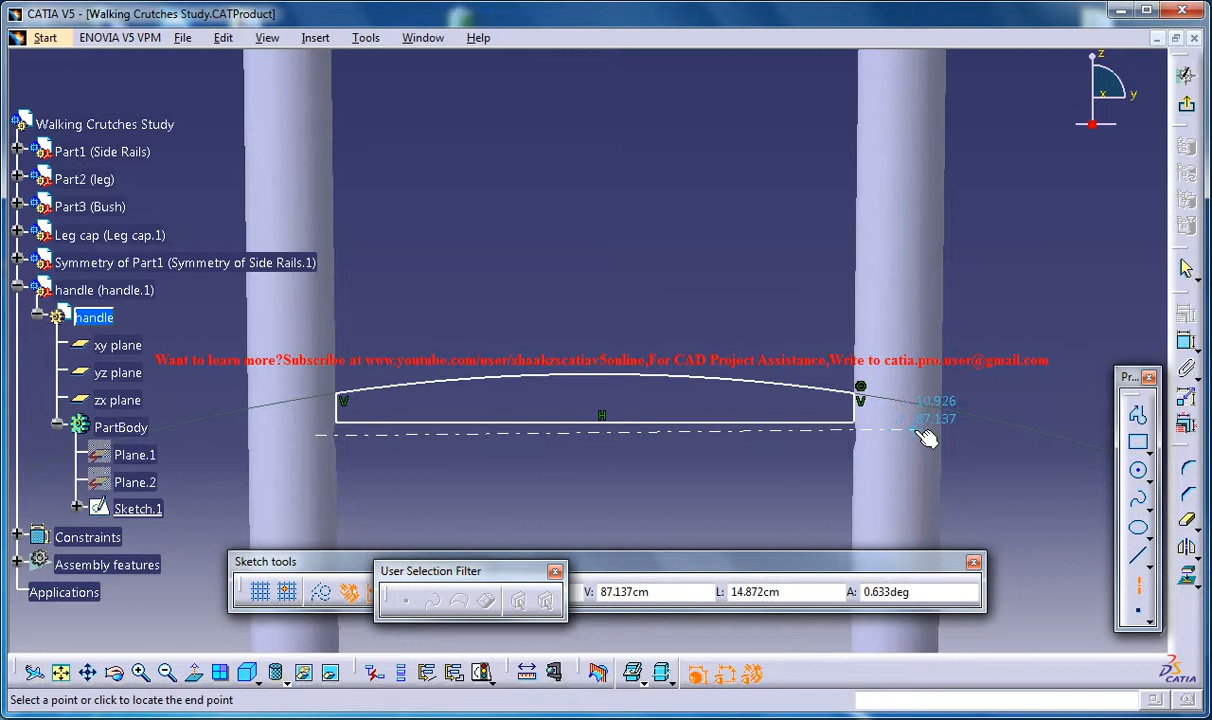 CATIA V5 - [Walking Crutches Study.CATProduct]
Start ENOVIA V5 VPM File Edit View Insert Tools Window Help
z
x y
Walking Crutches Study
Part1 (Side Rails)
Part2 (leg)
Part3 (Bush)
Leg cap (Leg cap.1)
Symmetry of Part1 (Symmetry of Side Rails.1)
handle (handle.1)
handle
xy plane
Want to learn more?Subscribe at www.youtube.com/user/shaakzscatiav5online,For CAD Project Assistance,Write to catia.pro.user@gmail.com
yz plane
Pr...
zx plane
V V
10.926
H
87.137
PartBody
Plane.1
Plane.2
Sketch.1
Constraints
Sketch tools
Assembly features
User Selection Filter
Applications
V: 87.137cm L: 14.872cm A: 0.633deg
CATIA
Select a point or click to locate the end point